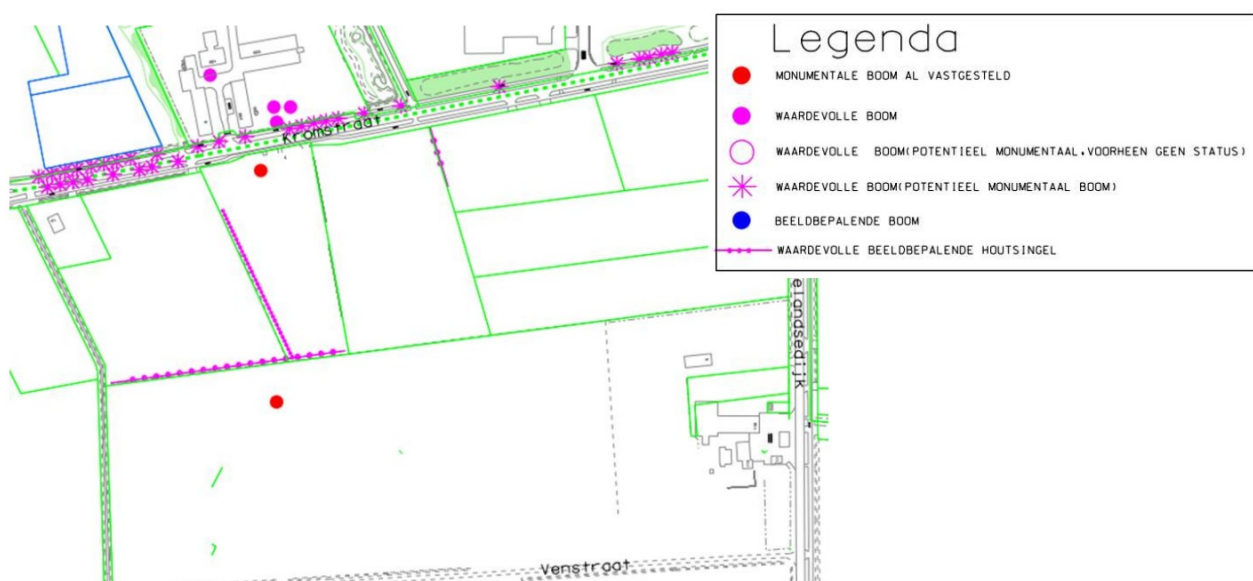 Legenda
MONUMENTALE BOOM AL VASTGESTELD
WAARDEVOLLE BOOM
WAARDEVOLLE BOOM(POTENTIEEL MONUMENTAAL,VOORHEEN GEEN STATUS)
WAARDEVOLLE BOOM(POTENTIEEL MONUMENTAAL BOOM)
BEELDBEPALENDE BOOM
WAARDEVOLLE BEELDBEPALENDE HOUTSINGEL
Kromstraat
elandsedijk
Venstraat